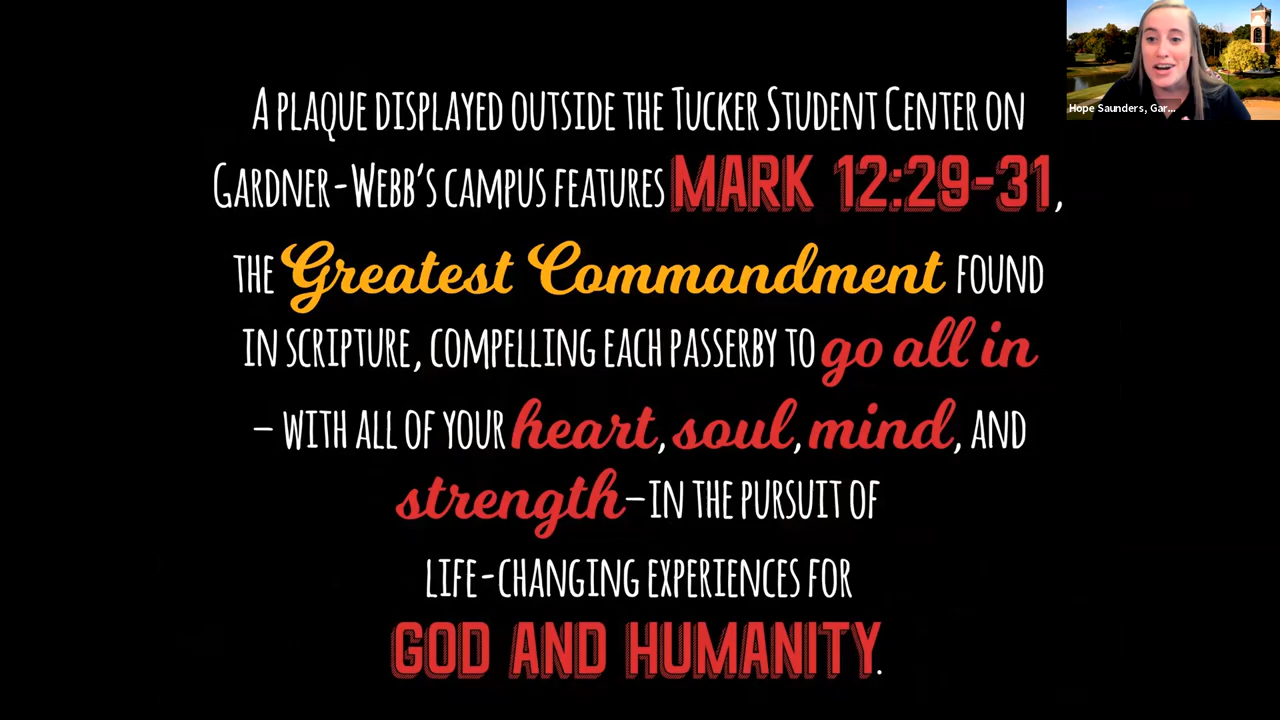 A PLAQUE DISPLAYED OUTSIDE THE TUCKER STUDENT CENTER ON
GARDNER-WEBB'S CAMPUS FEATURES MARK 12:29-31,
THE Greatest Commandment FOUND
IN SCRIPTURE, COMPELLING EACH PASSERBY TO go all in
– WITH ALL OF YOUR heart, soul, mind, AND
strength –IN THE PURSUIT OF
LIFE-CHANGING EXPERIENCES FOR
GOD AND HUMANITY.
Hope Saunders, Gar...